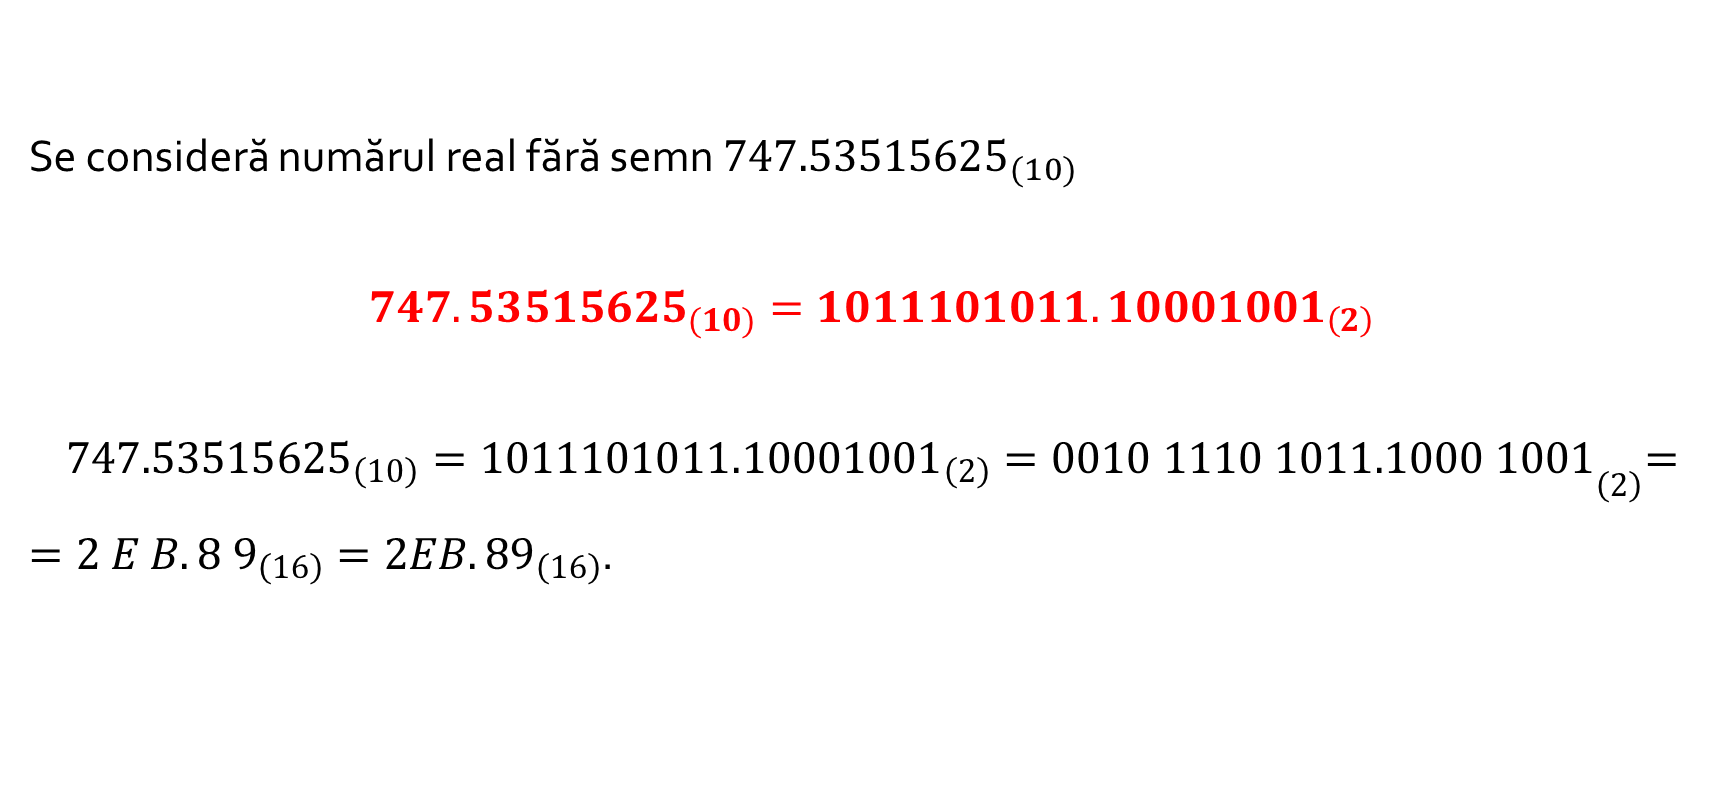 Se consideră numărul real fără semn 747.53515625(10)
747.53515625(10) = 1011101011.10001001(2)
747.53515625(10) = 1011101011.10001001(2) = 0010 1110 1011.1000 1001(2) =
= 2 E B. 8 9(16) = 2EB. 89(16).